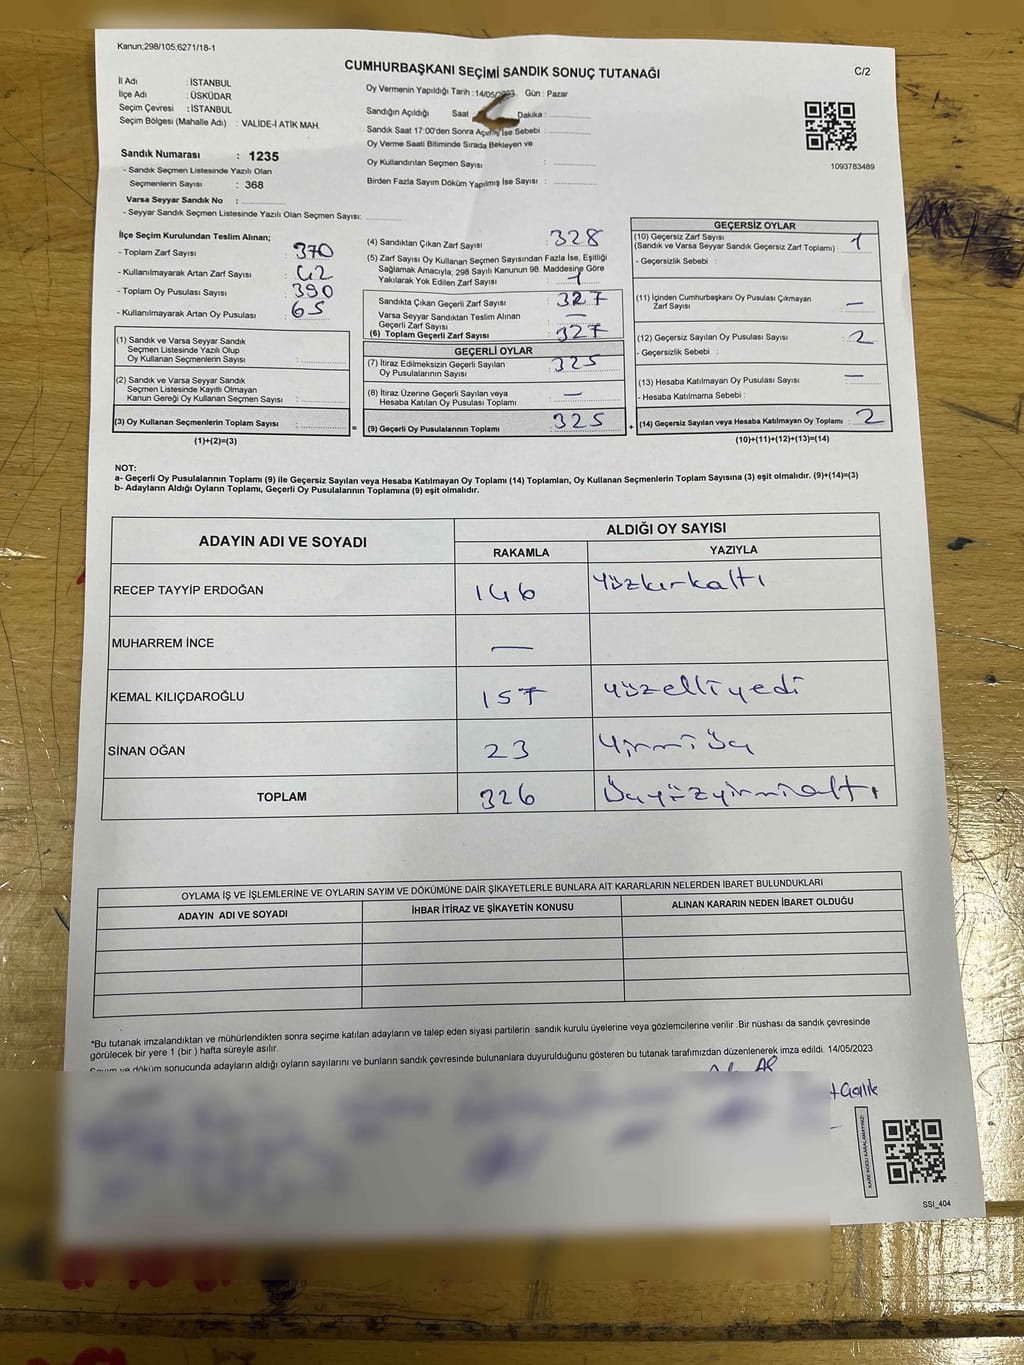 Kanun;298/105;6271/18-1
CUMHURBAŞKANI SEÇİMİ SANDIK SONUÇ TUTANAĞI
C/2
İl Adı : İSTANBUL
İlçe Adı : ÜSKÜDAR
Seçim Çevresi : İSTANBUL
Seçim Bölgesi (Mahalle Adı) : VALİDE-İ ATİK MAH.
Sandık Numarası : 1235
- Sandık Seçmen Listesinde Yazılı Olan
Seçmenlerin Sayısı : 368
Varsa Seyyar Sandık No :
- Seyyar Sandık Seçmen Listesinde Yazılı Olan Seçmen Sayısı:
Oy Vermenin Yapıldığı Tarih : 14/05/ Gün : Pazar
Sandığın Açıldığı Saat Dakika :
Sandık Saat 17:00'den Sonra İse Sebebi :
Oy Verme Saati Bitiminde Sırada Bekleyen ve
Oy Kullandırılan Seçmen Sayısı :
Birden Fazla Sayım Döküm Yapılmış İse Sayısı :
1093783489
İlçe Seçim Kurulundan Teslim Alınan;
- Toplam Zarf Sayısı : 370
- Kullanılmayarak Artan Zarf Sayısı : 42
- Toplam Oy Pusulası Sayısı : 390
- Kullanılmayarak Artan Oy Pusulası : 65
(1) Sandık ve Varsa Seyyar Sandık
Seçmen Listesinde Yazılı Olup
Oy Kullanan Seçmenlerin Sayısı :
(2) Sandık ve Varsa Seyyar Sandık
Seçmen Listesinde Kayıtlı Olmayan
Kanun Gereği Oy Kullanan Seçmen Sayısı :
(3) Oy Kullanan Seçmenlerin Toplam Sayısı :
(1)+(2)=(3)
(4) Sandıktan Çıkan Zarf Sayısı : 328
(5) Zarf Sayısı Oy Kullanan Seçmen Sayısından Fazla İse, Eşitliği
Sağlamak Amacıyla; 298 Sayılı Kanunun 98. Maddesine Göre
Yakılarak Yok Edilen Zarf Sayısı : 1
Sandıkta Çıkan Geçerli Zarf Sayısı : 327
Varsa Seyyar Sandıktan Teslim Alınan
Geçerli Zarf Sayısı : —
(6) Toplam Geçerli Zarf Sayısı : 327
GEÇERLİ OYLAR
(7) İtiraz Edilmeksizin Geçerli Sayılan
Oy Pusulalarının Sayısı : 325
(8) İtiraz Üzerine Geçerli Sayılan veya
Hesaba Katılan Oy Pusulası Toplamı : —
= (9) Geçerli Oy Pusulalarının Toplamı : 325
GEÇERSİZ OYLAR
(10) Geçersiz Zarf Sayısı
(Sandık ve Varsa Seyyar Sandık Geçersiz Zarf Toplamı) : 1
- Geçersizlik Sebebi :
(11) İçinden Cumhurbaşkanı Oy Pusulası Çıkmayan
Zarf Sayısı : —
(12) Geçersiz Sayılan Oy Pusulası Sayısı : 2
- Geçersizlik Sebebi :
(13) Hesaba Katılmayan Oy Pusulası Sayısı : —
- Hesaba Katılmama Sebebi :
+ (14) Geçersiz Sayılan veya Hesaba Katılmayan Oy Toplamı : 2
(10)+(11)+(12)+(13)=(14)
NOT:
a- Geçerli Oy Pusulalarının Toplamı (9) ile Geçersiz Sayılan veya Hesaba Katılmayan Oy Toplamı (14) Toplamları, Oy Kullanan Seçmenlerin Toplam Sayısına (3) eşit olmalıdır. (9)+(14)=(3)
b- Adayların Aldığı Oyların Toplamı, Geçerli Oy Pusulalarının Toplamına (9) eşit olmalıdır.
ADAYIN ADI VE SOYADI
ALDIĞI OY SAYISI
RAKAMLA YAZIYLA
RECEP TAYYİP ERDOĞAN 146 yüzkırkaltı
MUHARREM İNCE —
KEMAL KILIÇDAROĞLU 157 yüzelliyedi
SİNAN OĞAN 23 yirmi üç
TOPLAM 326 Üçyüzyirmialtı
OYLAMA İŞ VE İŞLEMLERİNE VE OYLARIN SAYIM VE DÖKÜMÜNE DAİR ŞİKAYETLERLE BUNLARA AİT KARARLARIN NELERDEN İBARET BULUNDUKLARI
ADAYIN ADI VE SOYADI İHBAR İTİRAZ VE ŞİKAYETİN KONUSU ALINAN KARARIN NEDEN İBARET OLDUĞU
*Bu tutanak imzalandıktan ve mühürlendikten sonra seçime katılan adayların ve talep eden siyasi partilerin sandık kurulu üyelerine veya gözlemcilerine verilir .Bir nüshası da sandık çevresinde
görülecek bir yere 1 (bir ) hafta süreyle asılır.
Sayım ve döküm sonucunda adayların aldığı oyların sayılarını ve bunların sandık çevresinde bulunanlara duyurulduğunu gösteren bu tutanak tarafımızdan düzenlenerek imza edildi. 14/05/2023
KARE KODU KARALAMAYINIZ!
SSI_404